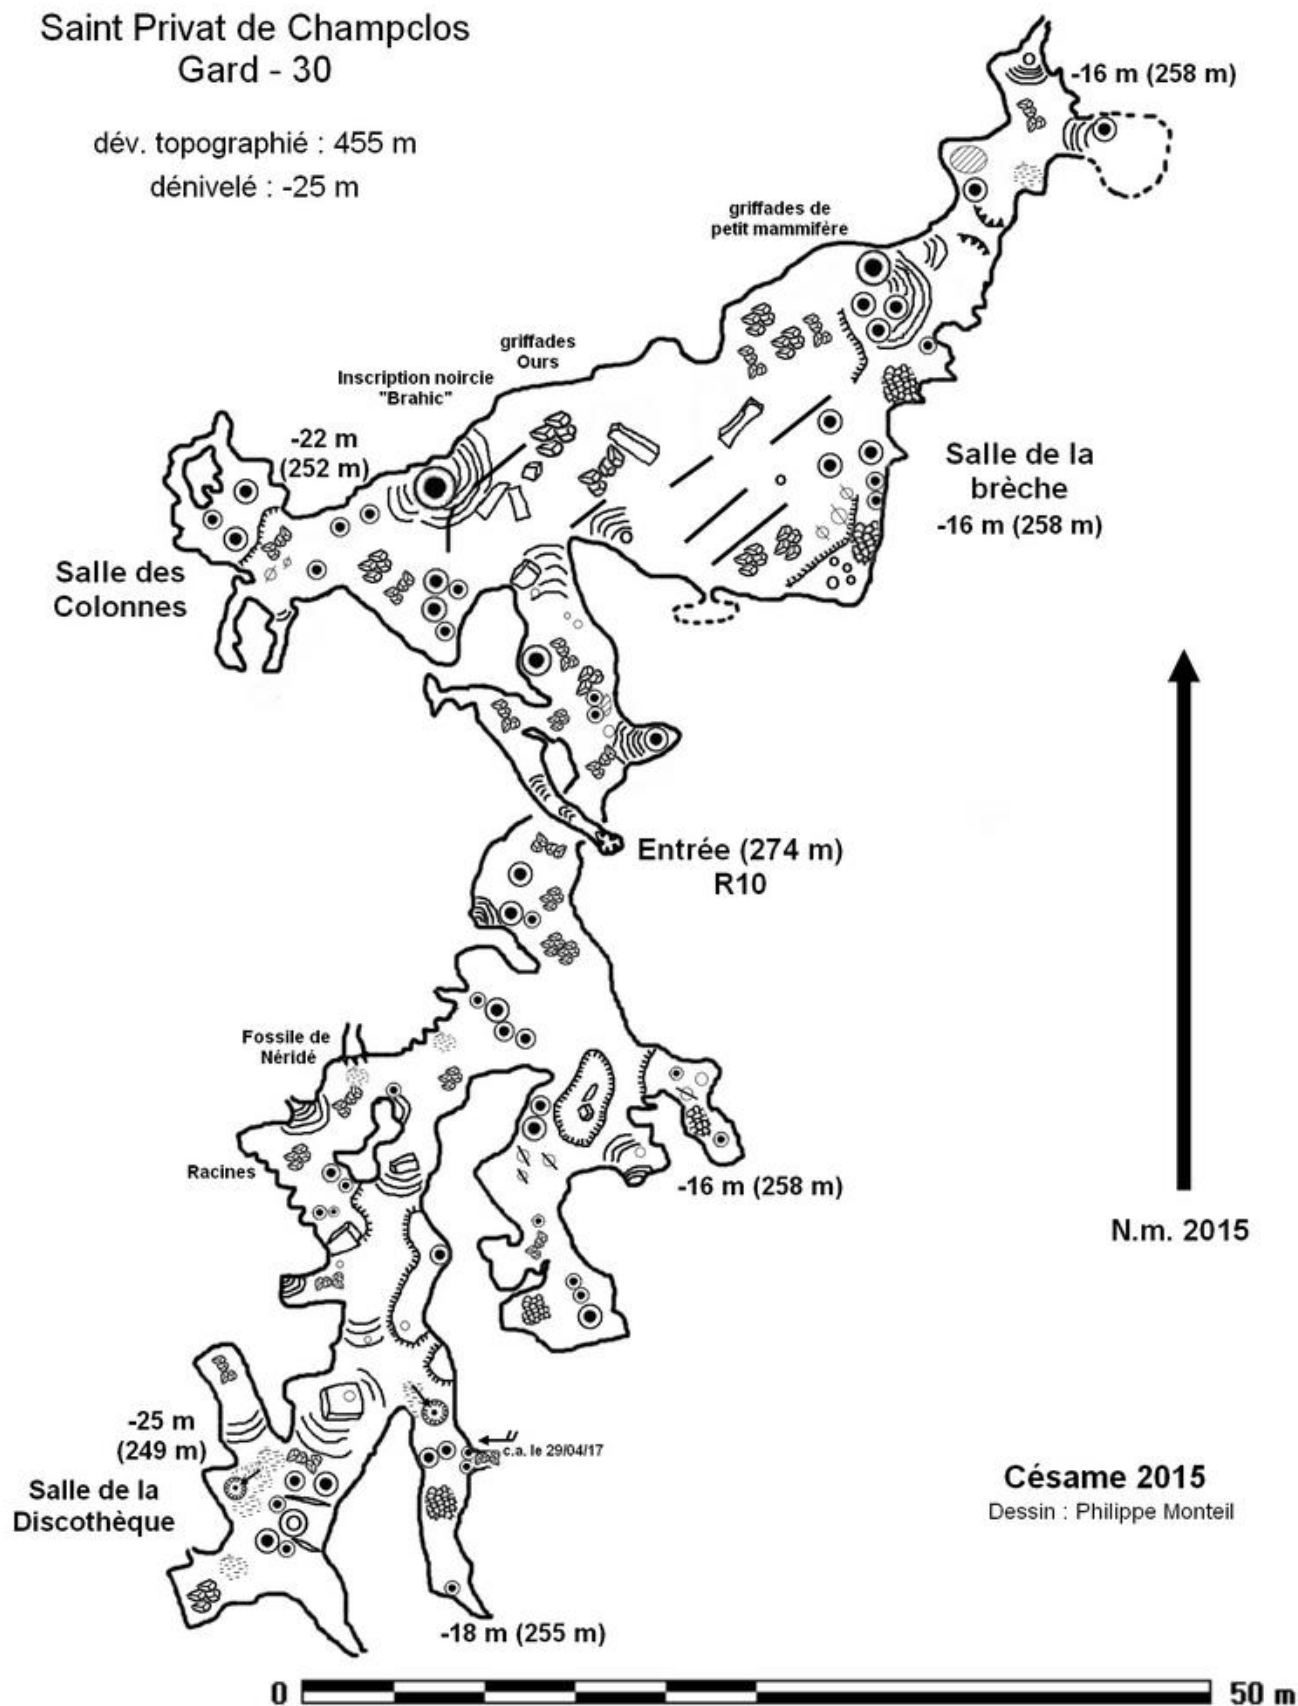 Saint Privat de Champclos
Gard - 30
dév. topographié : 455 m
dénivelé : -25 m
-16 m (258 m)
griffades de
petit mammifère
griffades
Ours
Inscription noircie
"Brahic"
-22 m
(252 m)
Salle de la
brèche
-16 m (258 m)
Salle des
Colonnes
Entrée (274 m)
R10
Fossile de
Néridé
Racines
-16 m (258 m)
N.m. 2015
-25 m
(249 m)
c.a. le 29/04/17
Salle de la
Discothèque
Césame 2015
Dessin : Philippe Monteil
-18 m (255 m)
0
50 m